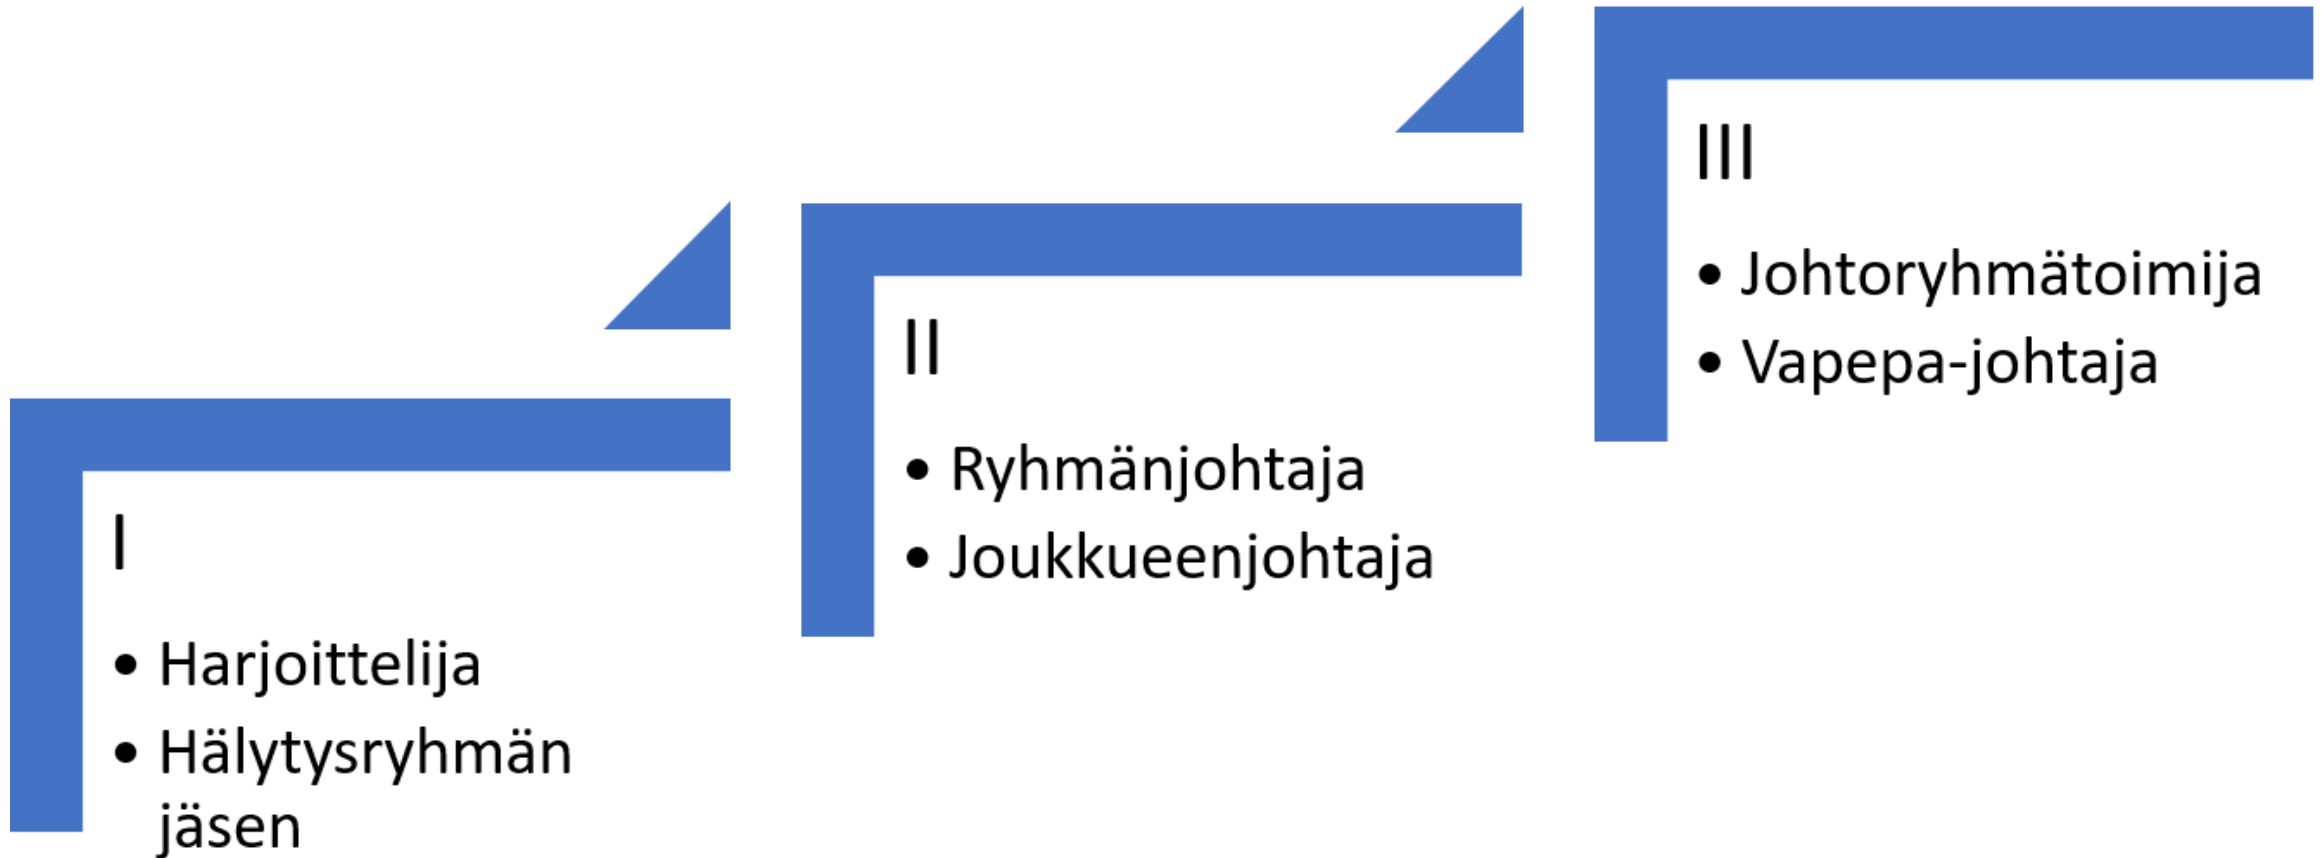 I
• Harjoittelija
• Hälytysryhmän
jäsen
II
• Ryhmänjohtaja
• Joukkueenjohtaja
III
• Johtoryhmätoimija
• Vapepa-johtaja